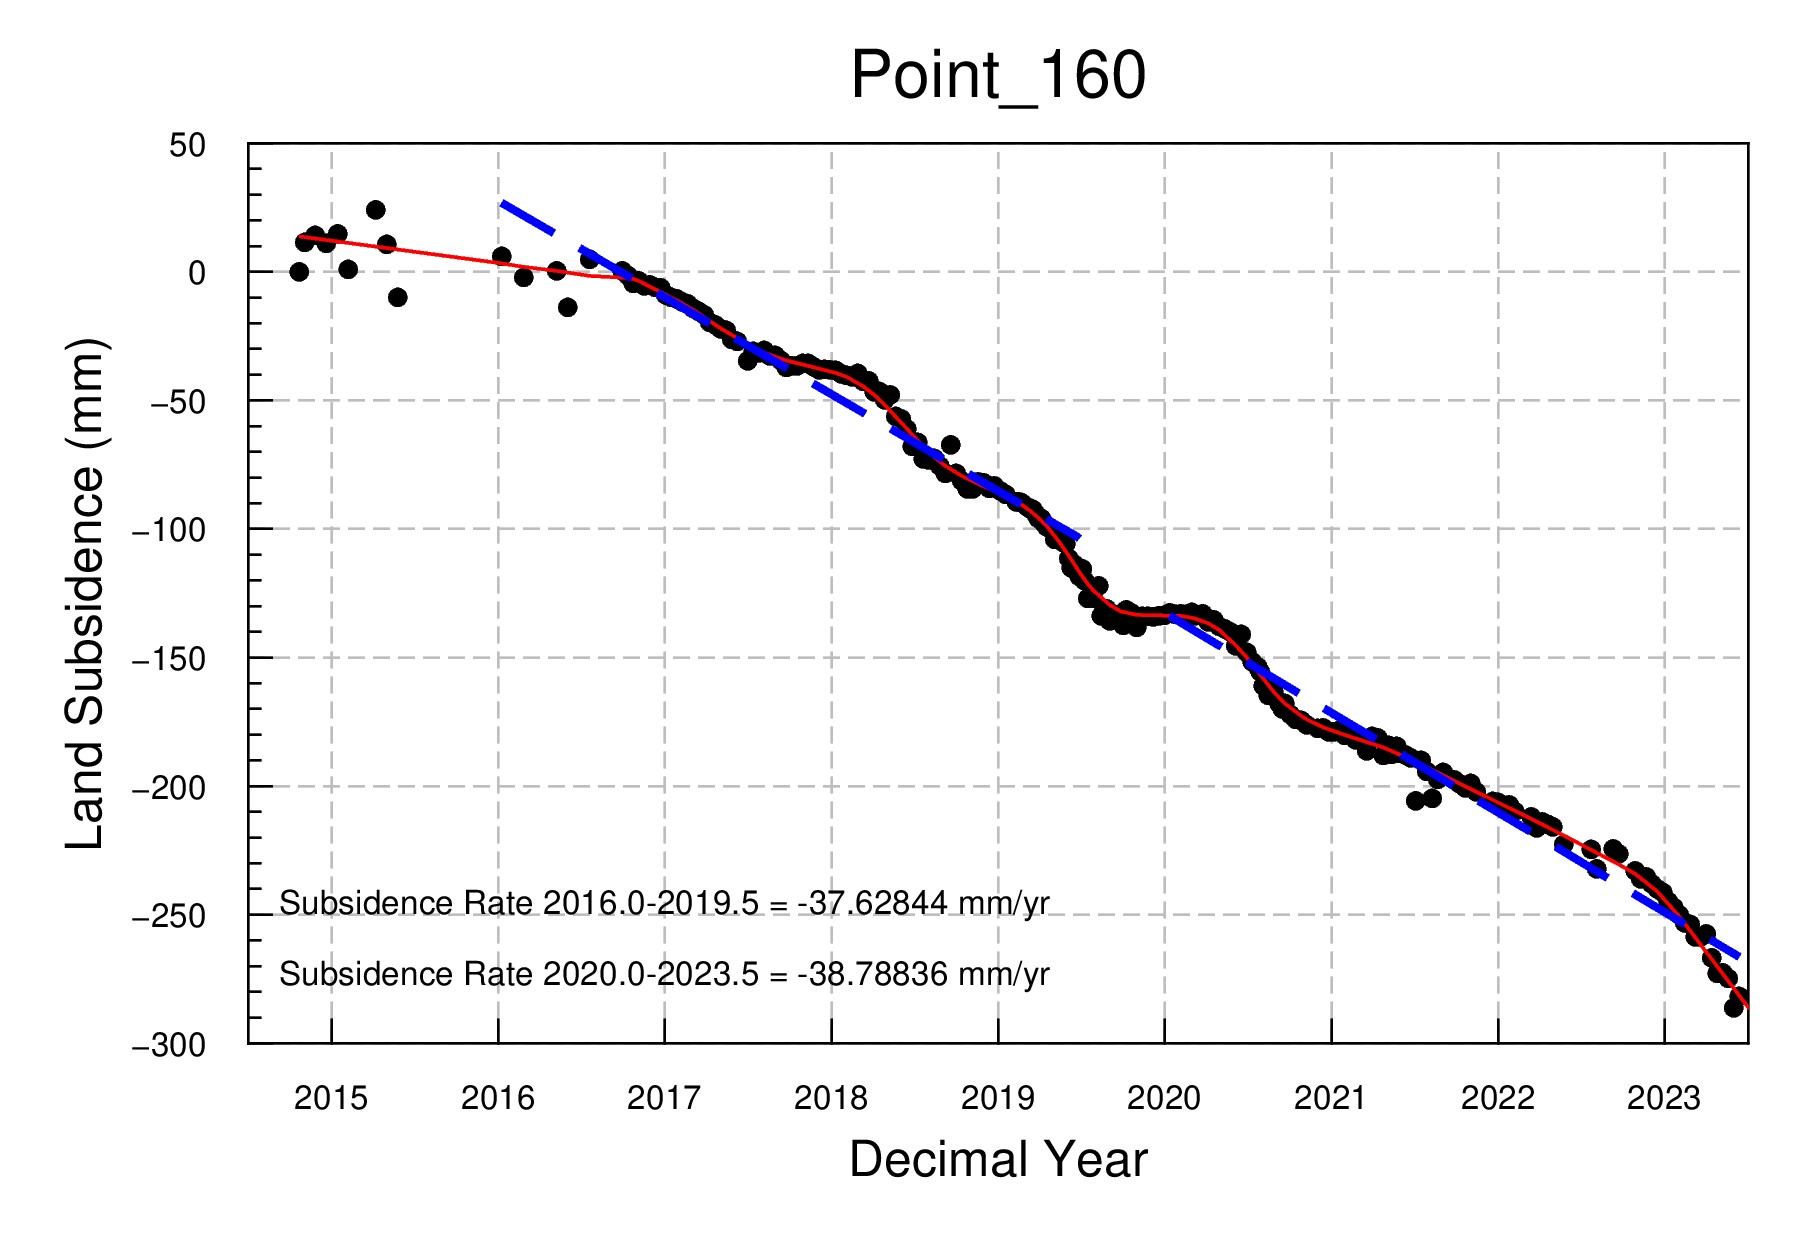 Point_160
50
0
−50
−100
−150
−200
−250
−300
Land Subsidence (mm)
Subsidence Rate 2016.0-2019.5 = -37.62844 mm/yr
Subsidence Rate 2020.0-2023.5 = -38.78836 mm/yr
2015 2016 2017 2018 2019 2020 2021 2022 2023
Decimal Year